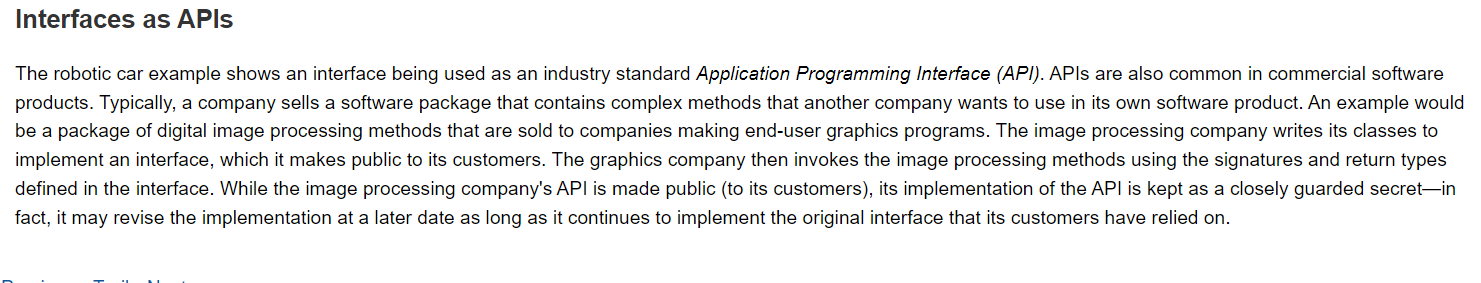 Interfaces as APIs
The robotic car example shows an interface being used as an industry standard Application Programming Interface (API). APIs are also common in commercial software
products. Typically, a company sells a software package that contains complex methods that another company wants to use in its own software product. An example would
be a package of digital image processing methods that are sold to companies making end-user graphics programs. The image processing company writes its classes to
implement an interface, which it makes public to its customers. The graphics company then invokes the image processing methods using the signatures and return types
defined in the interface. While the image processing company's API is made public (to its customers), its implementation of the API is kept as a closely guarded secret—in
fact, it may revise the implementation at a later date as long as it continues to implement the original interface that its customers have relied on.